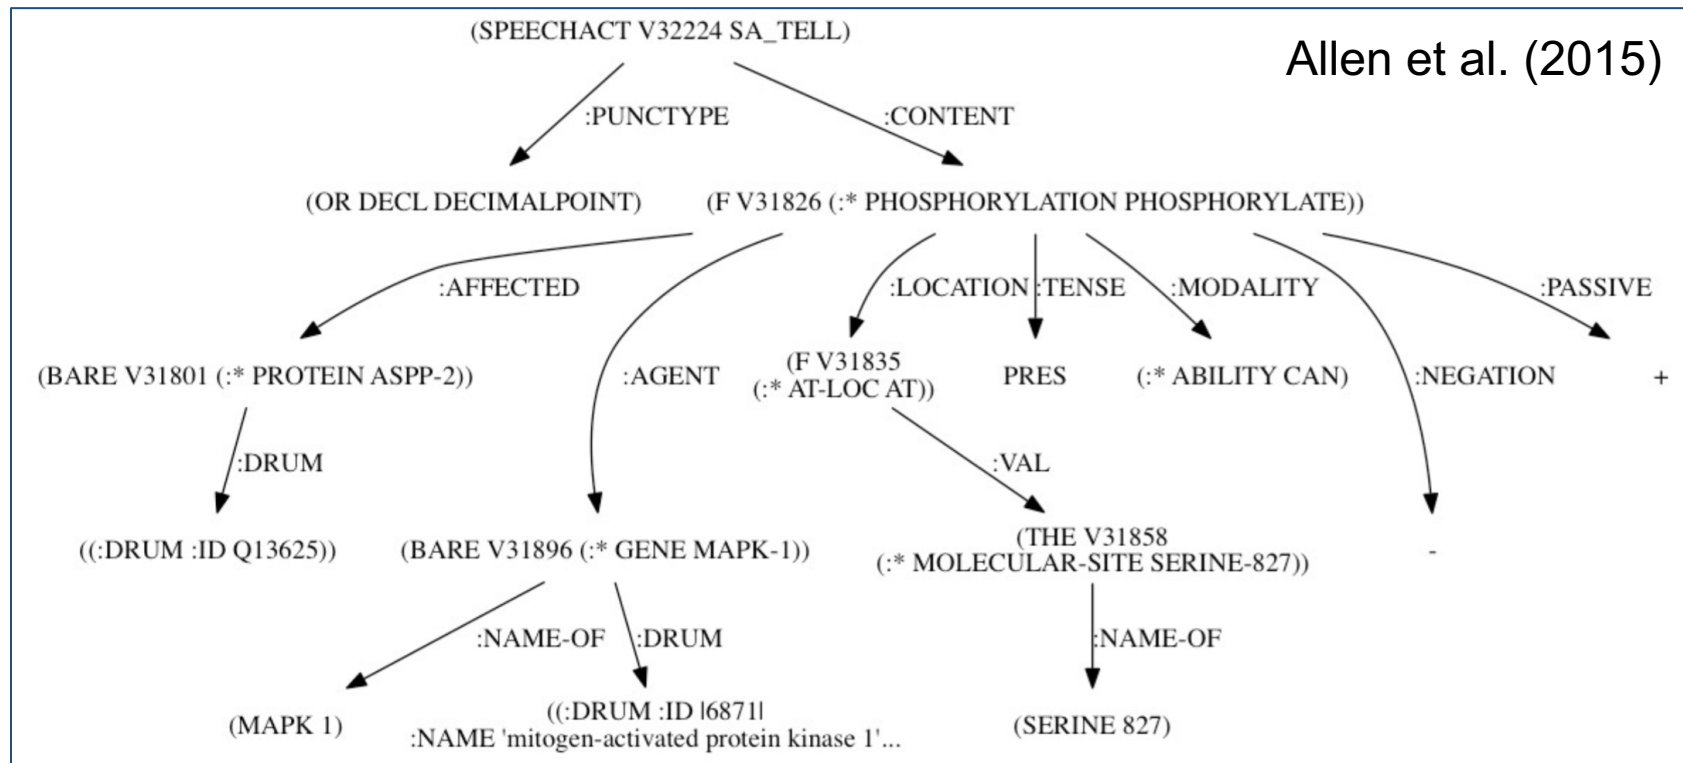 (SPEECHACT V32224 SA_TELL)
Allen et al. (2015)
:PUNCTYPE
:CONTENT
(OR DECL DECIMALPOINT)
(F V31826 (:* PHOSPHORYLATION PHOSPHORYLATE))
:AFFECTED
:LOCATION
:TENSE
:MODALITY
:PASSIVE
(BARE V31801 (:* PROTEIN ASPP-2))
:AGENT
(F V31835
(:* AT-LOC AT))
PRES
(:* ABILITY CAN)
:NEGATION
+
:DRUM
:VAL
((:DRUM :ID Q13625))
(BARE V31896 (:* GENE MAPK-1))
(THE V31858
(:* MOLECULAR-SITE SERINE-827))
-
:NAME-OF
:DRUM
:NAME-OF
(MAPK 1)
((:DRUM :ID |6871|
:NAME 'mitogen-activated protein kinase 1'...
(SERINE 827)